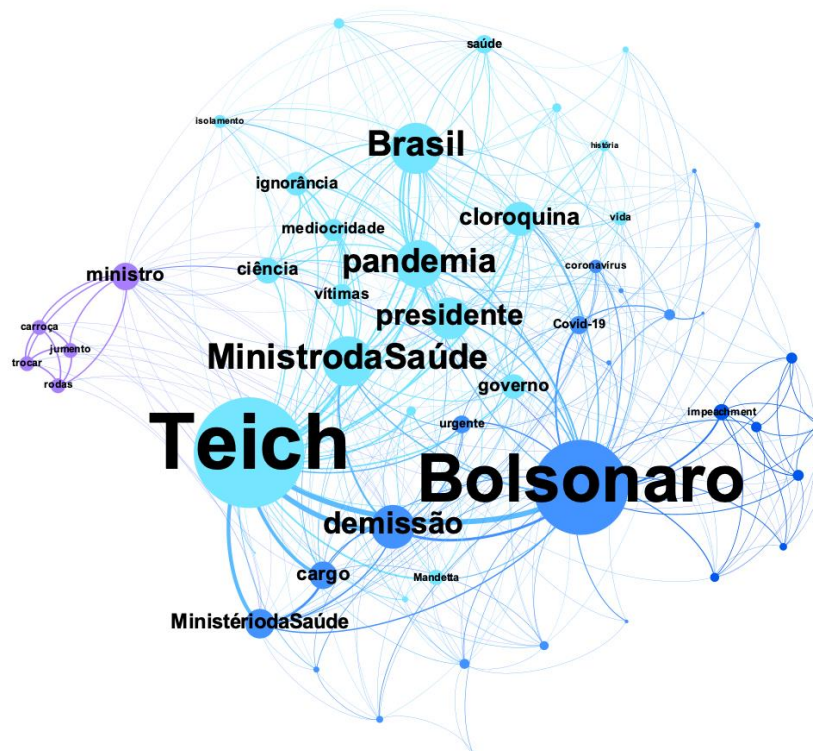 saúde
isolamento
Brasil
história
ignorância
cloroquina
vida
mediocridade
pandemia
coronavírus
ciência
ministro
vítimas
presidente
Covid-19
carroça
jumento
MinistrodaSaúde
trocar
rodas
governo
impeachment
urgente
Teich
Bolsonaro
demissão
cargo
Mandetta
MinistériodaSaúde